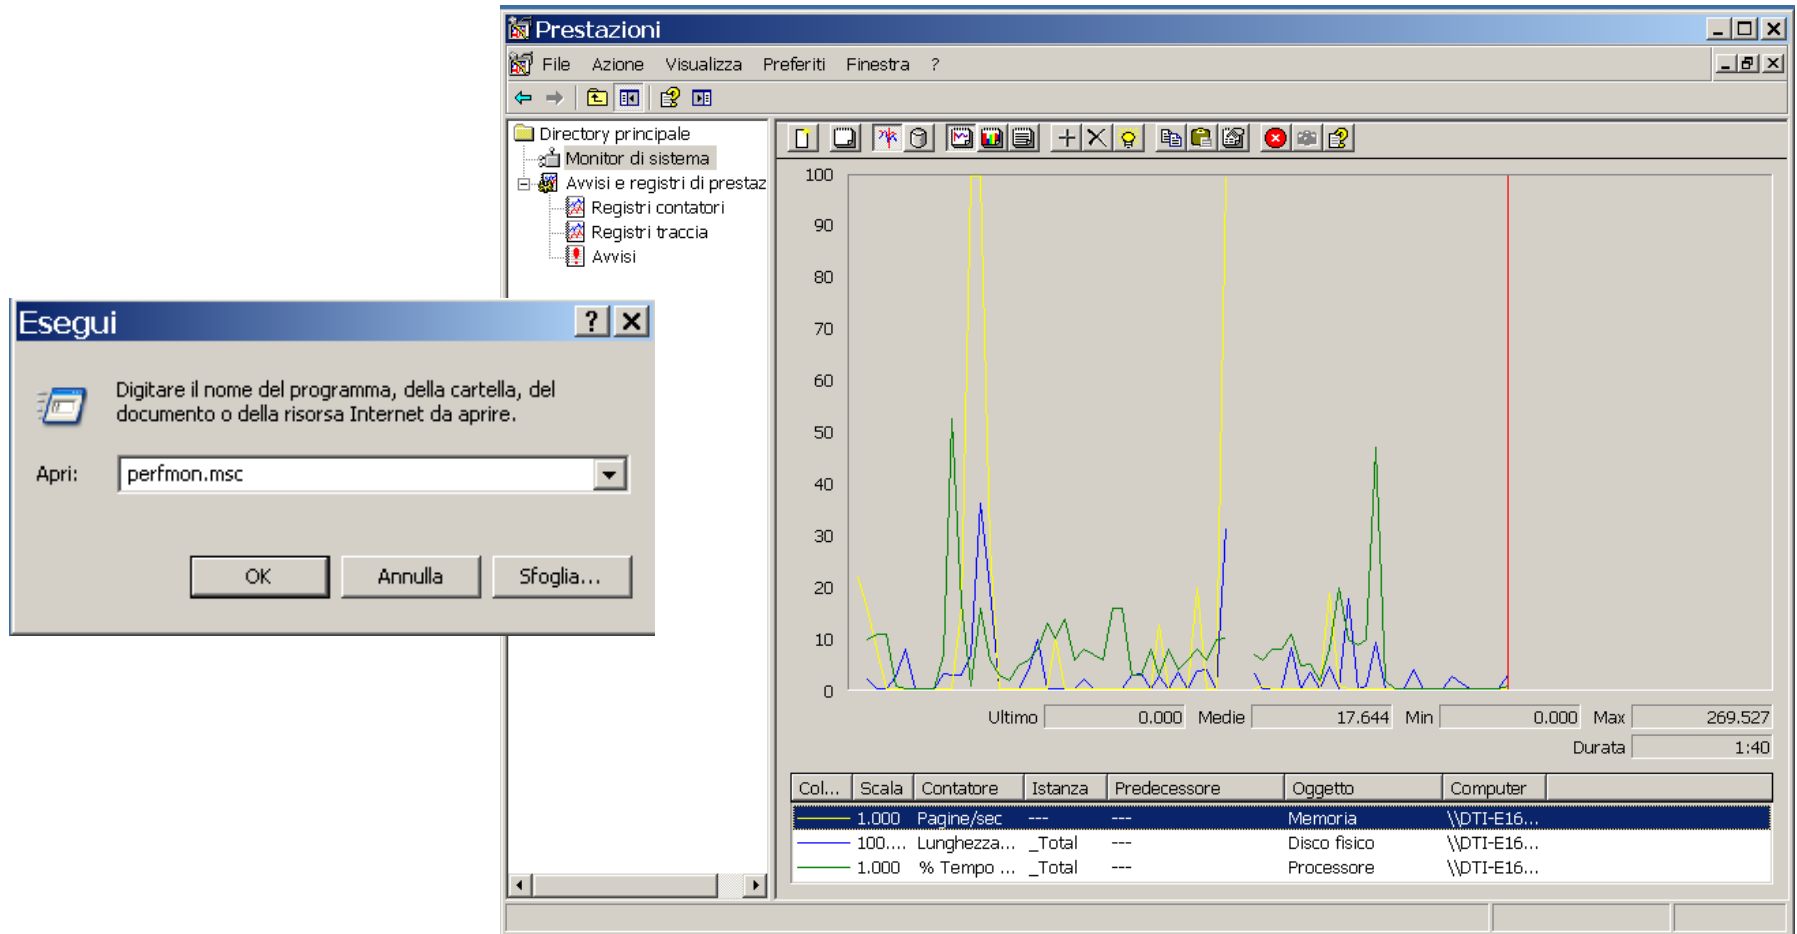 Prestazioni
File Azione Visualizza Preferiti Finestra ?
Directory principale
Monitor di sistema
Avvisi e registri di prestaz
Registri contatori
Registri traccia
Avvisi
Esegui
Digitare il nome del programma, della cartella, del
documento o della risorsa Internet da aprire.
Apri: perfmon.msc
OK Annulla Sfoglia...
100
90
80
70
60
50
40
30
20
10
0
Ultimo 0.000 Medie 17.644 Min 0.000 Max 269.527
Durata 1:40
Col... Scala Contatore Istanza Predecessore Oggetto Computer
1.000 Pagine/sec --- --- Memoria \\DTI-E16...
100.... Lunghezza... _Total --- Disco fisico \\DTI-E16...
1.000 % Tempo ... _Total --- Processore \\DTI-E16...